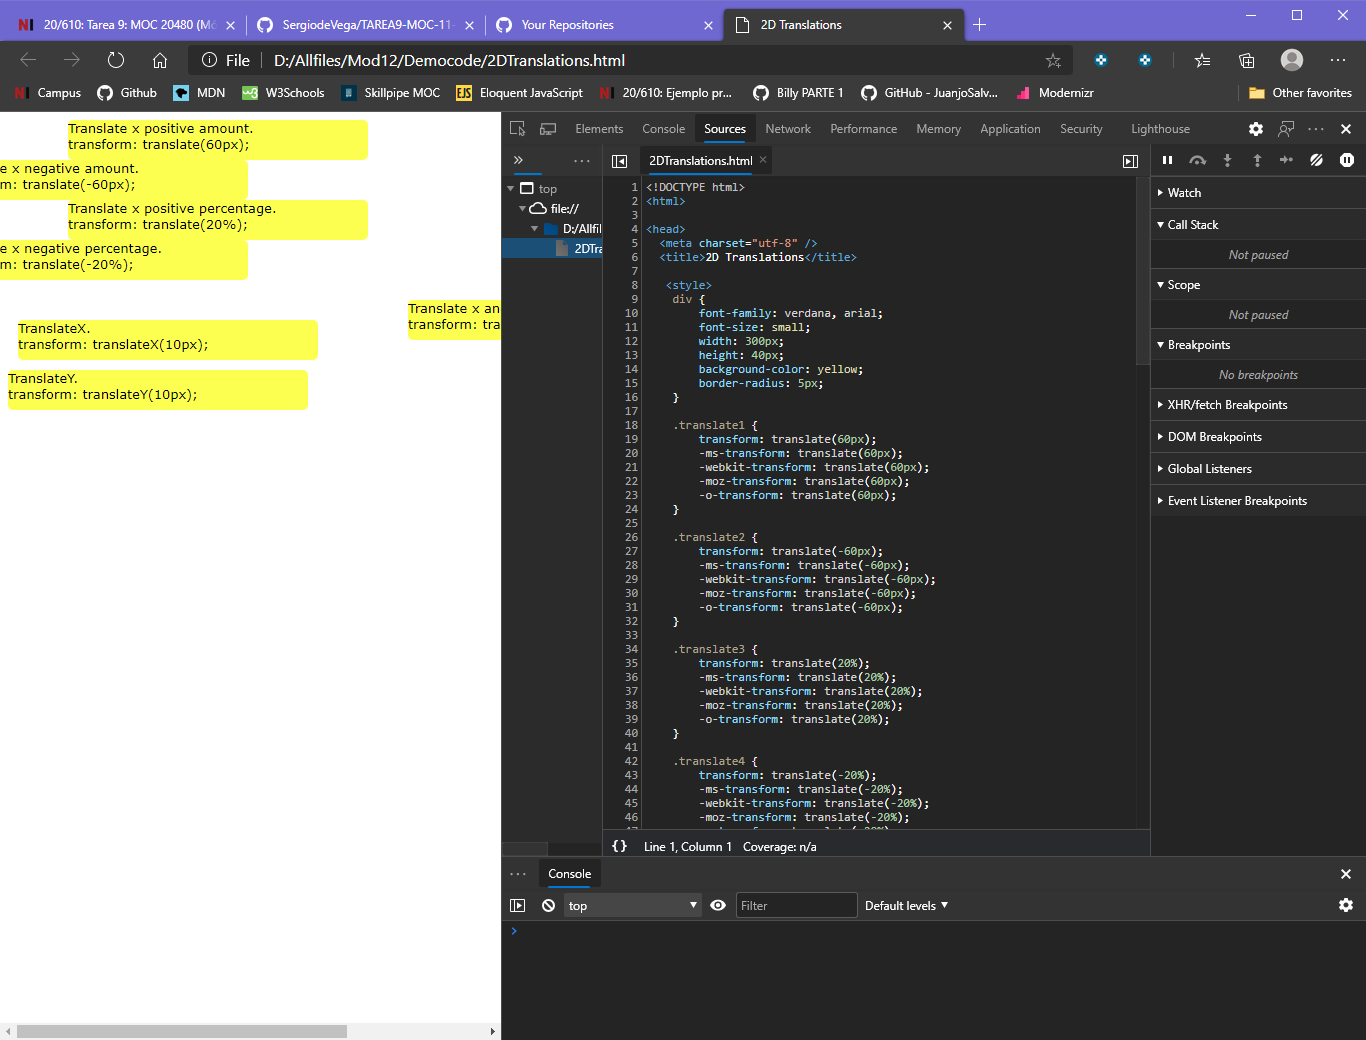 20/610: Tarea 9: MOC 20480 (Mó
SergiodeVega/TAREA9-MOC-11-
Your Repositories
2D Translations
File
D:/Allfiles/Mod12/Democode/2DTranslations.html
Campus
Github
MDN
W3Schools
Skillpipe MOC
EJS Eloquent JavaScript
20/610: Ejemplo pr...
Billy PARTE 1
GitHub - JuanjoSalv...
Modernizr
Other favorites
Translate x positive amount.
transform: translate(60px);
e x negative amount.
m: translate(-60px);
Translate x positive percentage.
transform: translate(20%);
e x negative percentage.
m: translate(-20%);
Translate x an
transform: tra
TranslateX.
transform: translateX(10px);
TranslateY.
transform: translateY(10px);
Elements
Console
Sources
Network
Performance
Memory
Application
Security
Lighthouse
top
file://
D:/Allfil
2DTra
2DTranslations.html
1 <!DOCTYPE html>
2 <html>
3
4 <head>
5 <meta charset="utf-8" />
6 <title>2D Translations</title>
7
8 <style>
9 div {
10 font-family: verdana, arial;
11 font-size: small;
12 width: 300px;
13 height: 40px;
14 background-color: yellow;
15 border-radius: 5px;
16 }
17
18 .translate1 {
19 transform: translate(60px);
20 -ms-transform: translate(60px);
21 -webkit-transform: translate(60px);
22 -moz-transform: translate(60px);
23 -o-transform: translate(60px);
24 }
25
26 .translate2 {
27 transform: translate(-60px);
28 -ms-transform: translate(-60px);
29 -webkit-transform: translate(-60px);
30 -moz-transform: translate(-60px);
31 -o-transform: translate(-60px);
32 }
33
34 .translate3 {
35 transform: translate(20%);
36 -ms-transform: translate(20%);
37 -webkit-transform: translate(20%);
38 -moz-transform: translate(20%);
39 -o-transform: translate(20%);
40 }
41
42 .translate4 {
43 transform: translate(-20%);
44 -ms-transform: translate(-20%);
45 -webkit-transform: translate(-20%);
46 -moz-transform: translate(-20%);
{} Line 1, Column 1 Coverage: n/a
Watch
Call Stack
Not paused
Scope
Not paused
Breakpoints
No breakpoints
XHR/fetch Breakpoints
DOM Breakpoints
Global Listeners
Event Listener Breakpoints
Console
top
Filter
Default levels